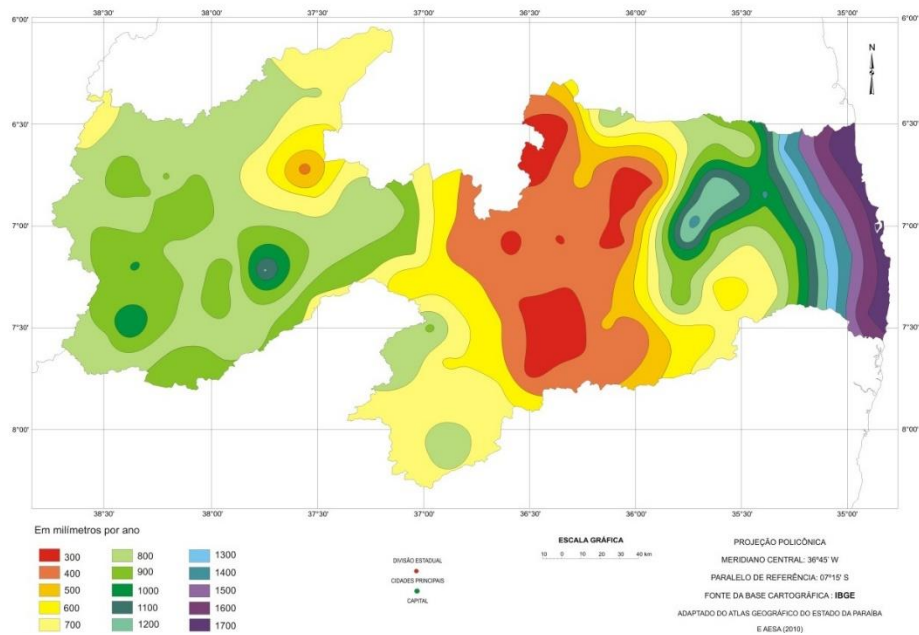 38°30' 38°00' 37°30' 37°00' 36°30' 36°00' 35°30' 35°00'
6°00' 6°00'
N
6°30' 6°30'
7°00' 7°00'
7°30' 7°30'
8°00' 8°00'
38°30' 38°00' 37°30' 37°00' 36°30' 36°00' 35°30' 35°00'
Em milímetros por ano
300 800 1300
400 900 1400
500 1000 1500
600 1100 1600
700 1200 1700
DIVISÃO ESTADUAL
CIDADES PRINCIPAIS
CAPITAL
ESCALA GRÁFICA
10 0 10 20 30 40 km
PROJEÇÃO POLICÔNICA
MERIDIANO CENTRAL: 36°45' W
PARALELO DE REFERÊNCIA: 07°15' S
FONTE DA BASE CARTOGRÁFICA : IBGE
ADAPTADO DO ATLAS GEOGRÁFICO DO ESTADO DA PARAÍBA
E AESA (2010)